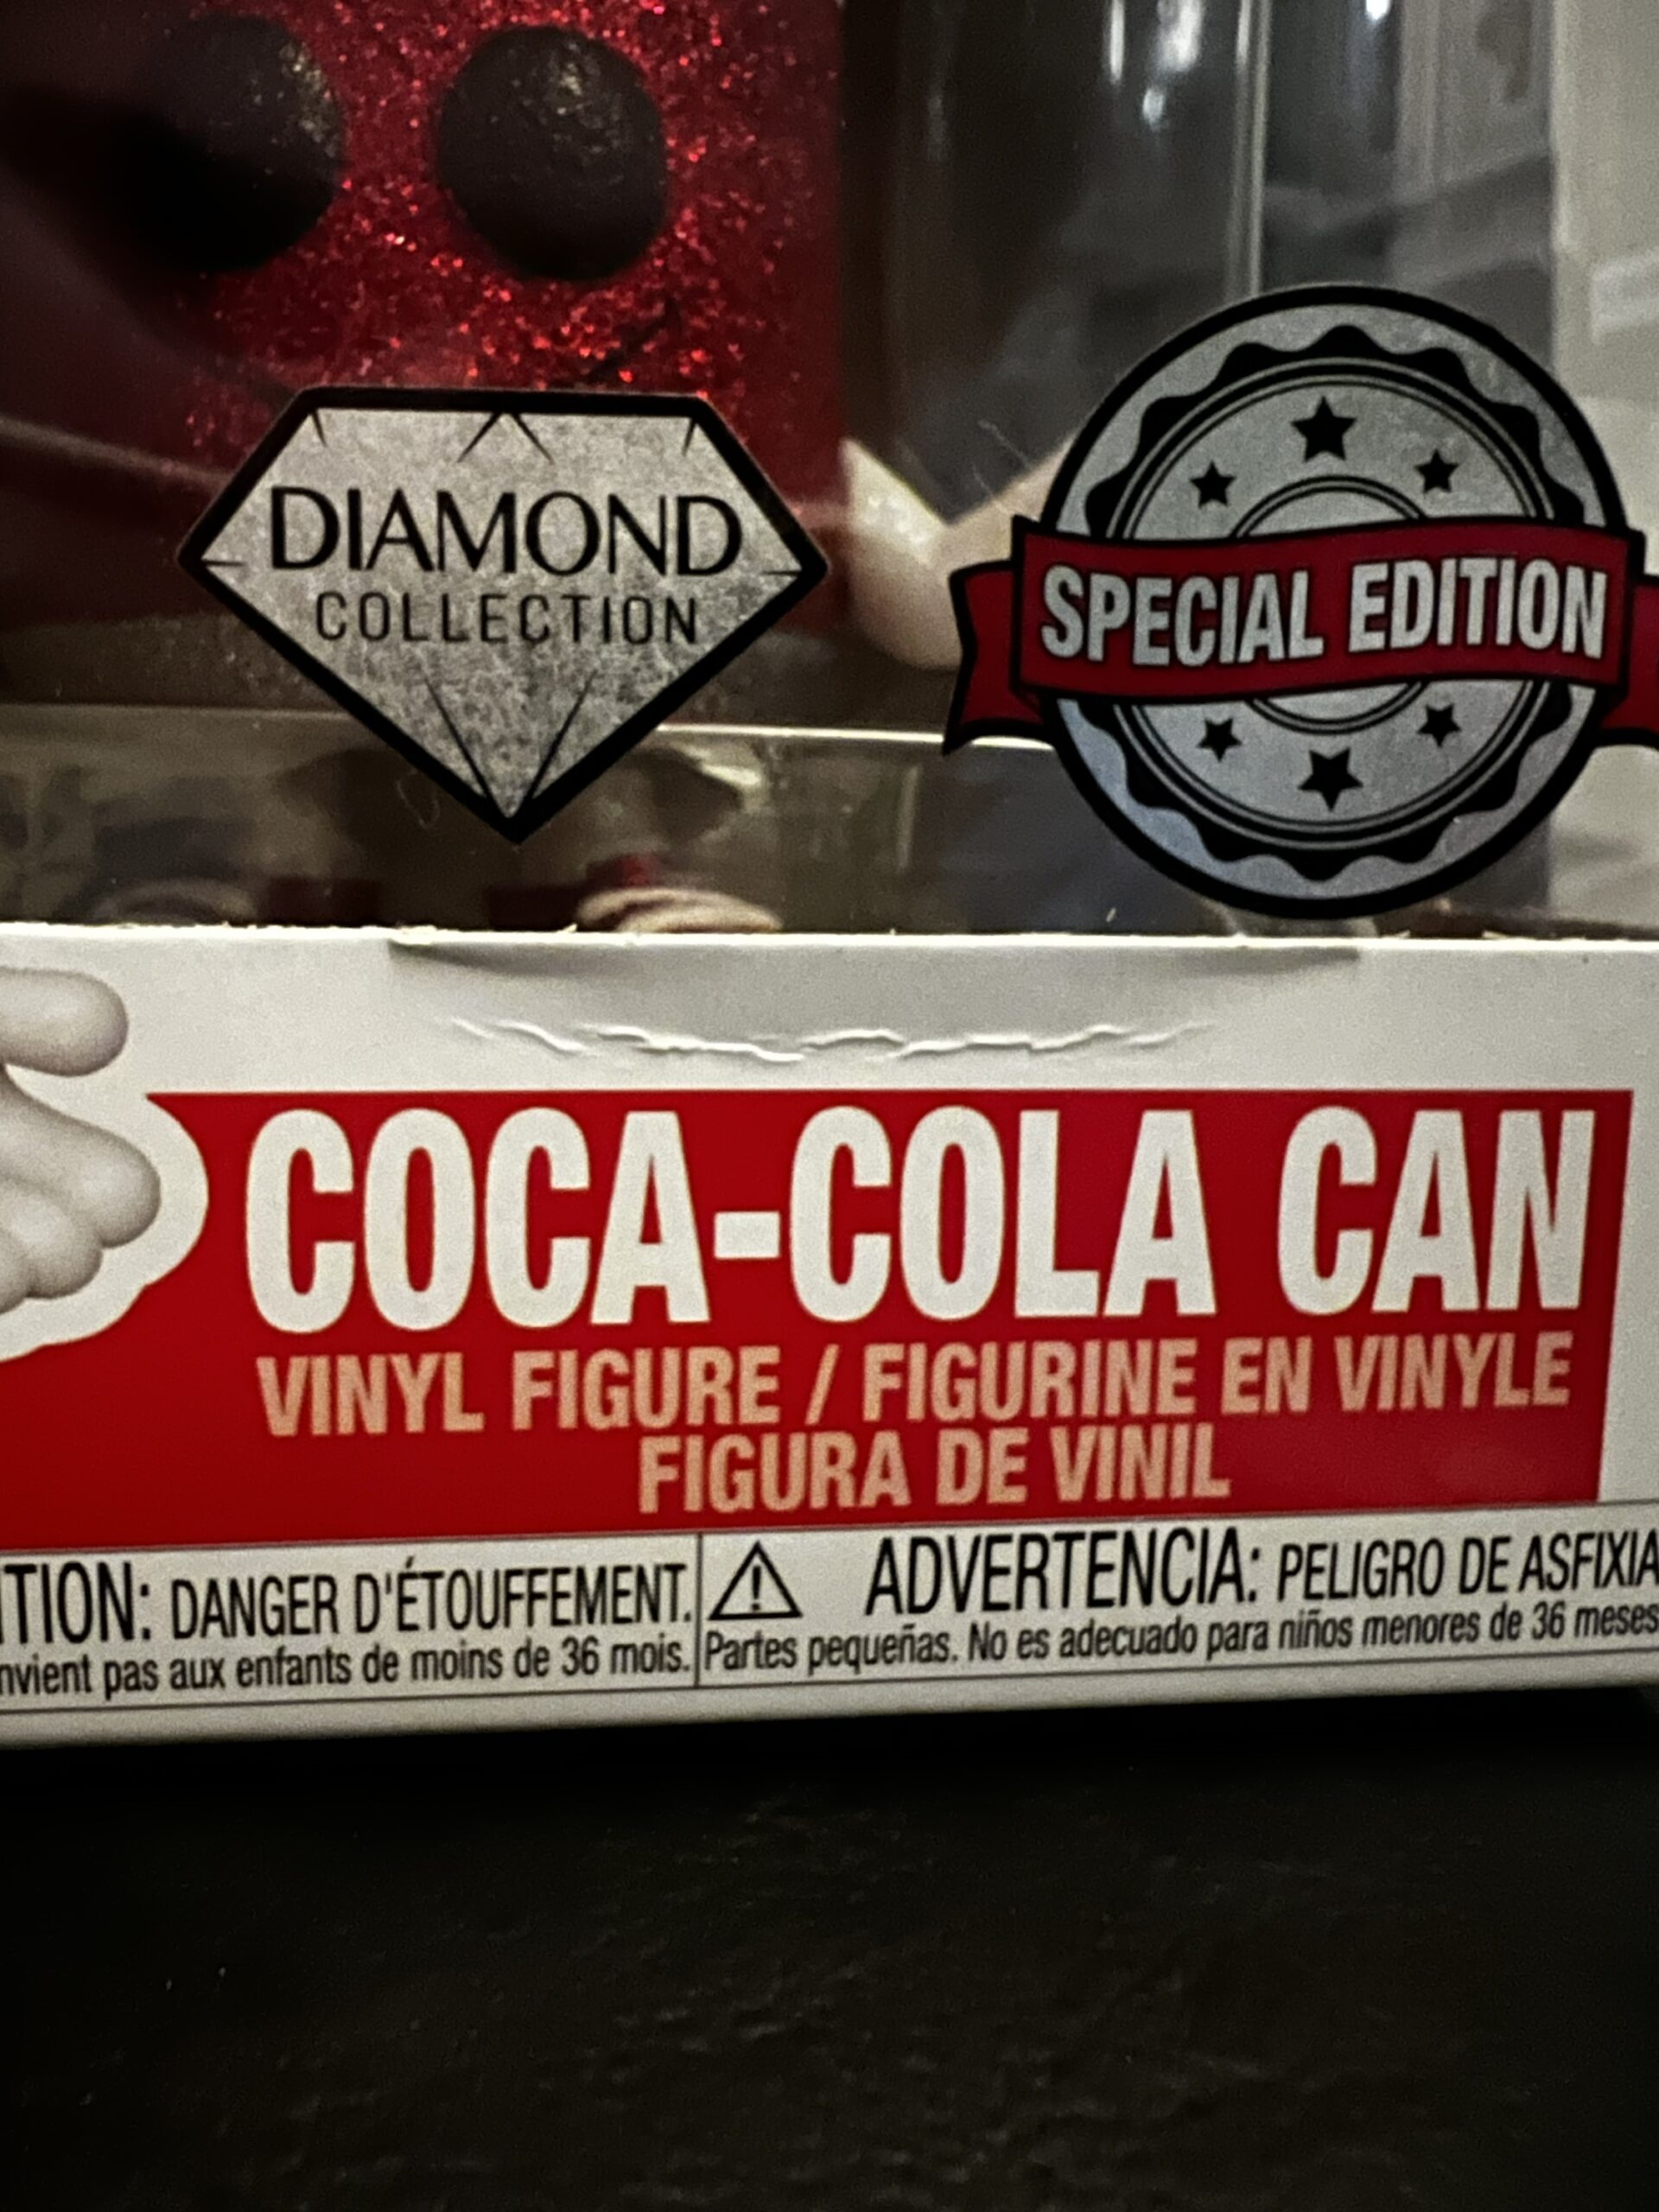 DIAMOND
COLLECTION
SPECIAL EDITION
COCA-COLA CAN
VINYL FIGURE / FIGURINE EN VINYLE
FIGURA DE VINIL
TION: DANGER D'ÉTOUFFEMENT.
nvient pas aux enfants de moins de 36 mois.
ADVERTENCIA: PELIGRO DE ASFIXIA
Partes pequeñas. No es adecuado para niños menores de 36 meses